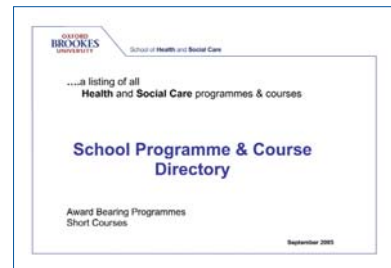 OXFORD
BROOKES
UNIVERSITY
School of Health and Social Care
....a listing of all
Health and Social Care programmes & courses
School Programme & Course
Directory
Award Bearing Programmes
Short Courses
September 2005